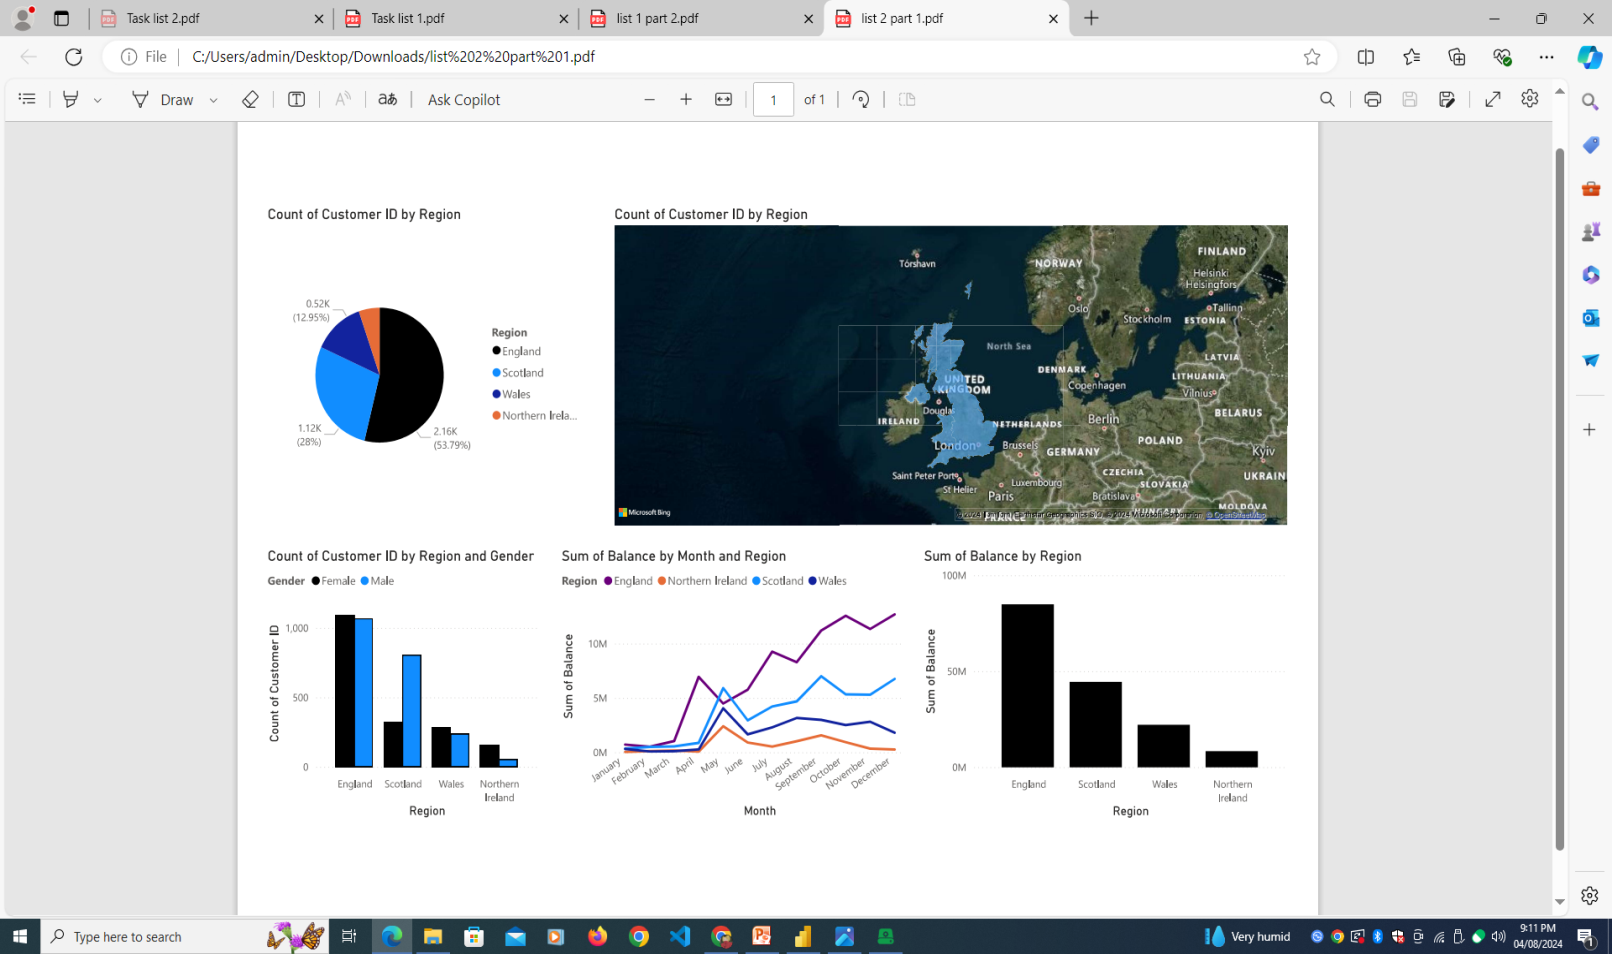 Task list 2.pdf
Task list 1.pdf
list 1 part 2.pdf
list 2 part 1.pdf
File
C:/Users/admin/Desktop/Downloads/list%202%20part%201.pdf
Draw
aあ
Ask Copilot
1
of 1
Count of Customer ID by Region
0.52K
(12.95%)
1.12K
(28%)
2.16K
(53.79%)
Region
England
Scotland
Wales
Northern Irela...
Count of Customer ID by Region
Tórshavn
NORWAY
FINLAND
Helsinki
Helsingfors
Oslo
Tallinn
Stockholm
ESTONIA
North Sea
LATVIA
DENMARK
LITHUANIA
UNITED
KINGDOM
Copenhagen
Vilnius
Douglas
BELARUS
IRELAND
NETHERLANDS
Berlin
London
Brussels
POLAND
GERMANY
Kyiv
Saint Peter Port
CZECHIA
UKRAIN
St Helier
Luxembourg
SLOVAKIA
Paris
Bratislava
MOLDOVA
HUNGARY
FRANCE
Microsoft Bing
© OpenStreetMap
Count of Customer ID by Region and Gender
Gender Female Male
Count of Customer ID
1,000
500
0
England Scotland Wales Northern
Ireland
Region
Sum of Balance by Month and Region
Region England Northern Ireland Scotland Wales
Sum of Balance
10M
5M
0M
January February March April May June July August September October November December
Month
Sum of Balance by Region
Sum of Balance
100M
50M
0M
England Scotland Wales Northern
Ireland
Region
Type here to search
Very humid
9:11 PM
04/08/2024
1